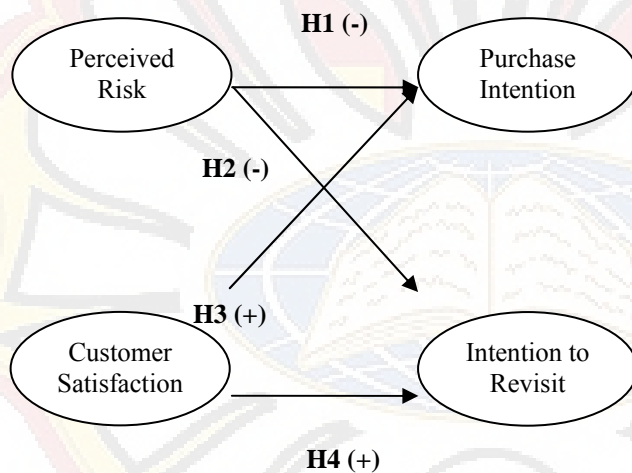 H1 (-)
Perceived
Risk
Purchase
Intention
H2 (-)
H3 (+)
Customer
Satisfaction
Intention to
Revisit
H4 (+)